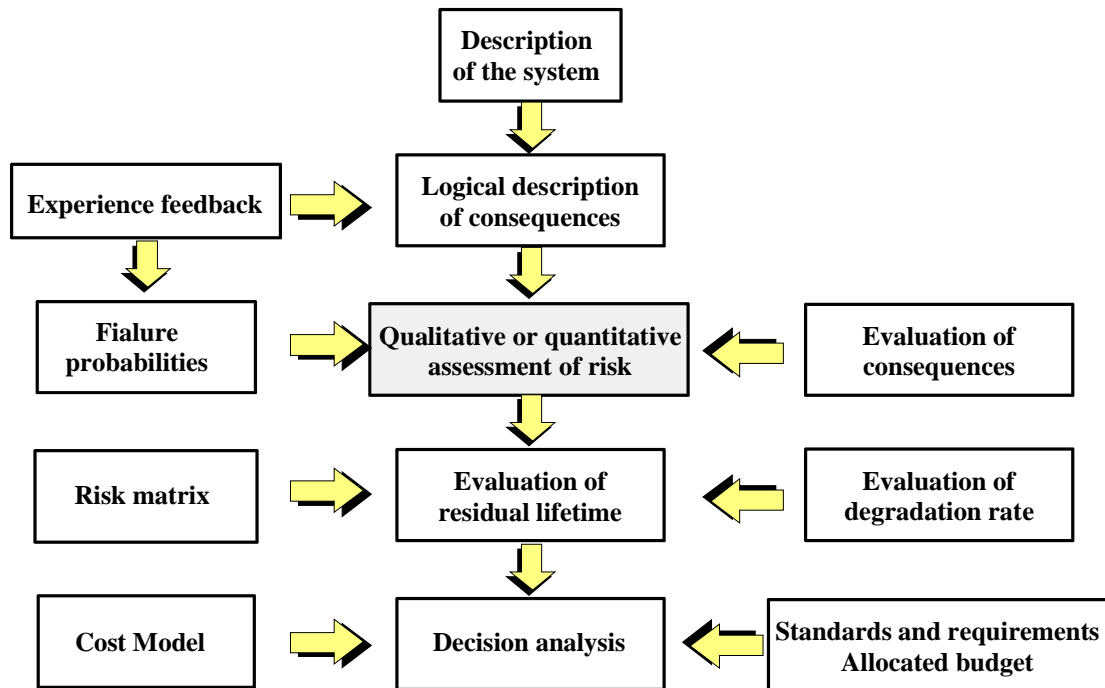 Description
of the system
Experience feedback
Logical description
of consequences
Fialure
probabilities
Qualitative or quantitative
assessment of risk
Evaluation of
consequences
Risk matrix
Evaluation of
residual lifetime
Evaluation of
degradation rate
Cost Model
Decision analysis
Standards and requirements
Allocated budget